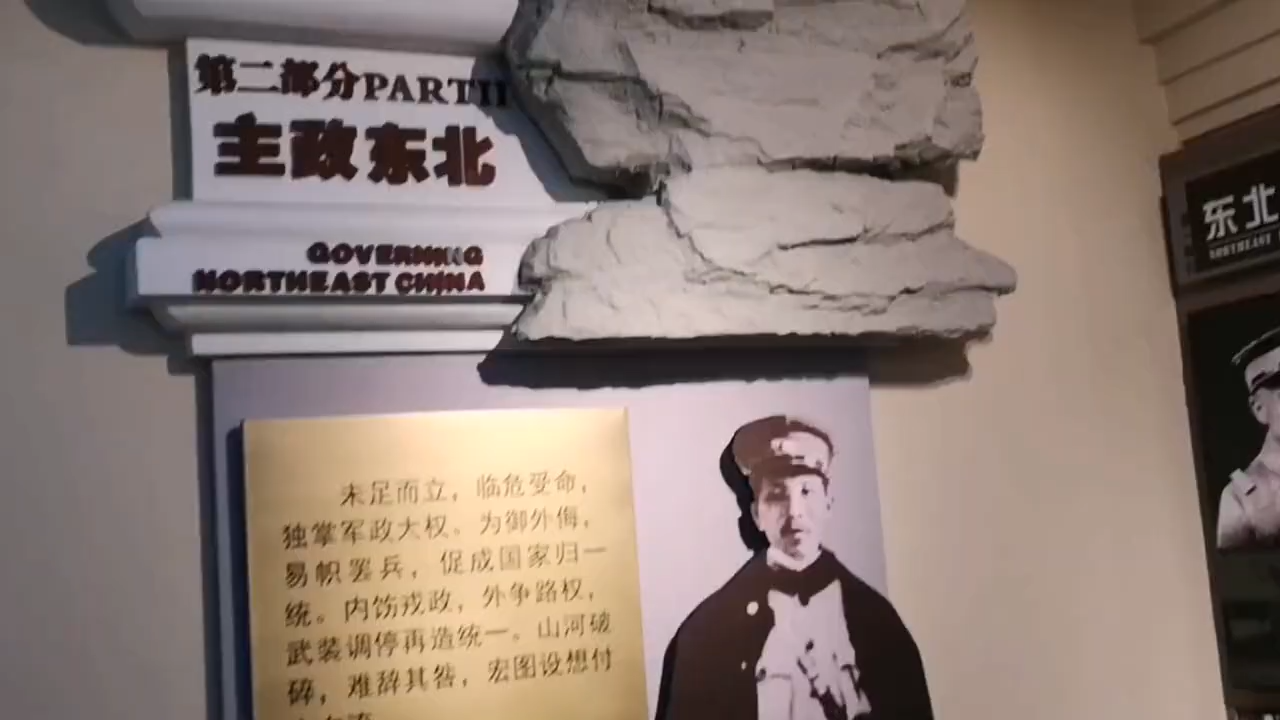 第二部分PARTII
主政东北
GOVERNING
NORTHEAST CHINA
未足而立，临危受命，
独掌军政大权。为御外侮，
易帜罢兵，促成国家归一
统。内饬戎政，外争路权，
武装调停再造统一。山河破
碎，难辞其咎，宏图设想付
东北
NORTHEAST